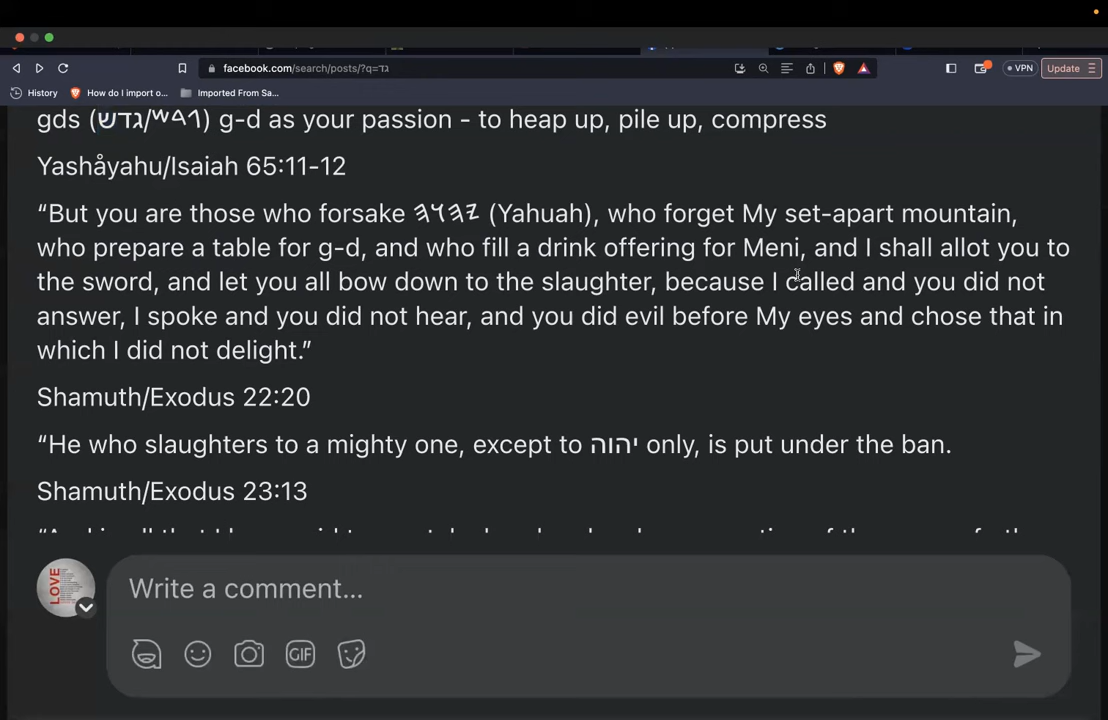 facebook.com/search/posts/?q=גד
VPN
Update
History
How do I import o...
Imported From Sa...
gds (גדש/𐤂𐤃𐤔) g-d as your passion - to heap up, pile up, compress
Yashåyahu/Isaiah 65:11-12
“But you are those who forsake 𐤉𐤄𐤅𐤄 (Yahuah), who forget My set-apart mountain,
who prepare a table for g-d, and who fill a drink offering for Meni, and I shall allot you to
the sword, and let you all bow down to the slaughter, because I called and you did not
answer, I spoke and you did not hear, and you did evil before My eyes and chose that in
which I did not delight.”
Shamuth/Exodus 22:20
“He who slaughters to a mighty one, except to יהוה only, is put under the ban.
Shamuth/Exodus 23:13
LOVE
Write a comment...
GIF